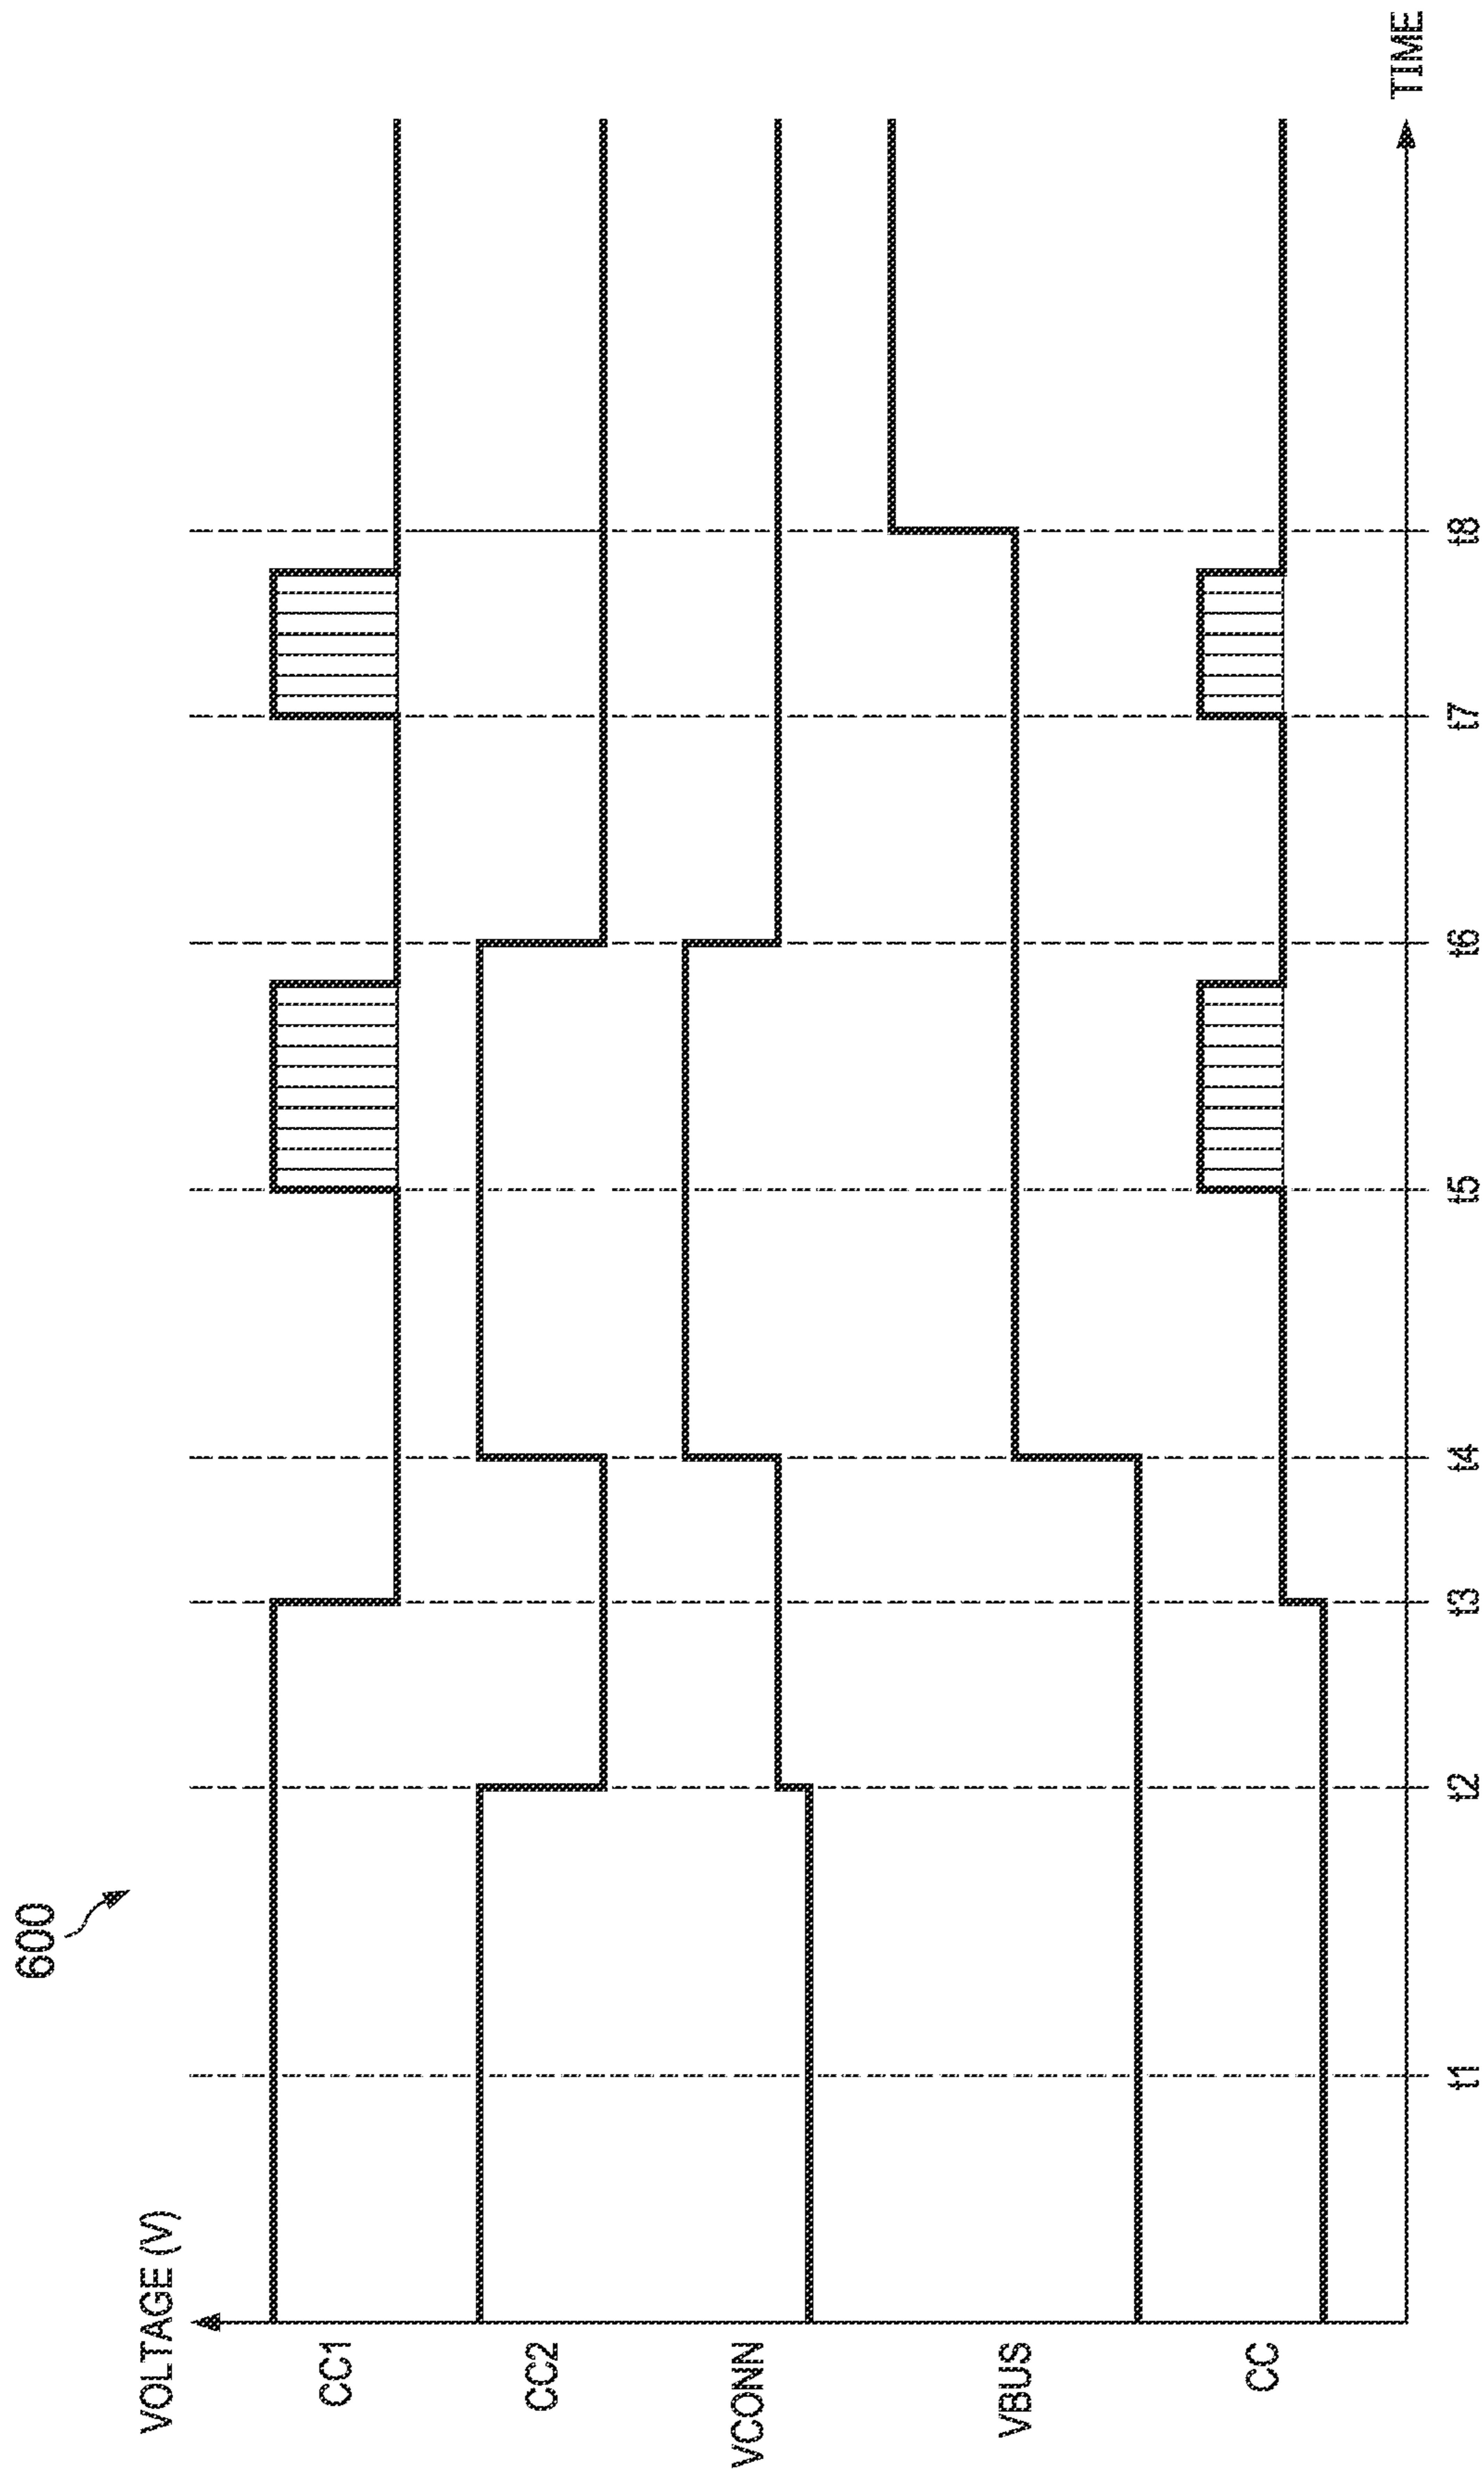 600
VOLTAGE (V)
CC1
CC2
VCONN
VBUS
CC
t1
t2
t3
t4
t5
t6
t7
t8
TIME